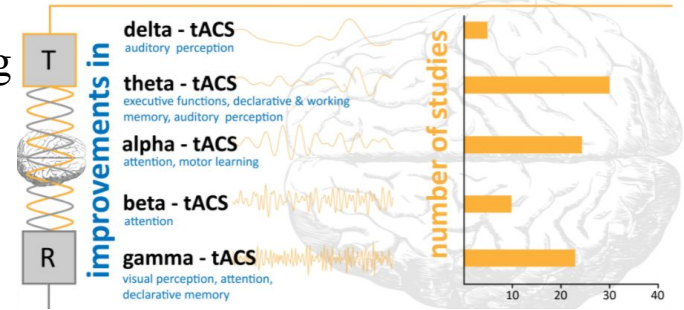 g
T
R
improvements in
delta - tACS
auditory perception
theta - tACS
executive functions, declarative & working
memory, auditory perception
alpha - tACS
attention, motor learning
beta - tACS
attention
gamma - tACS
visual perception, attention,
declarative memory
number of studies
10 20 30 40